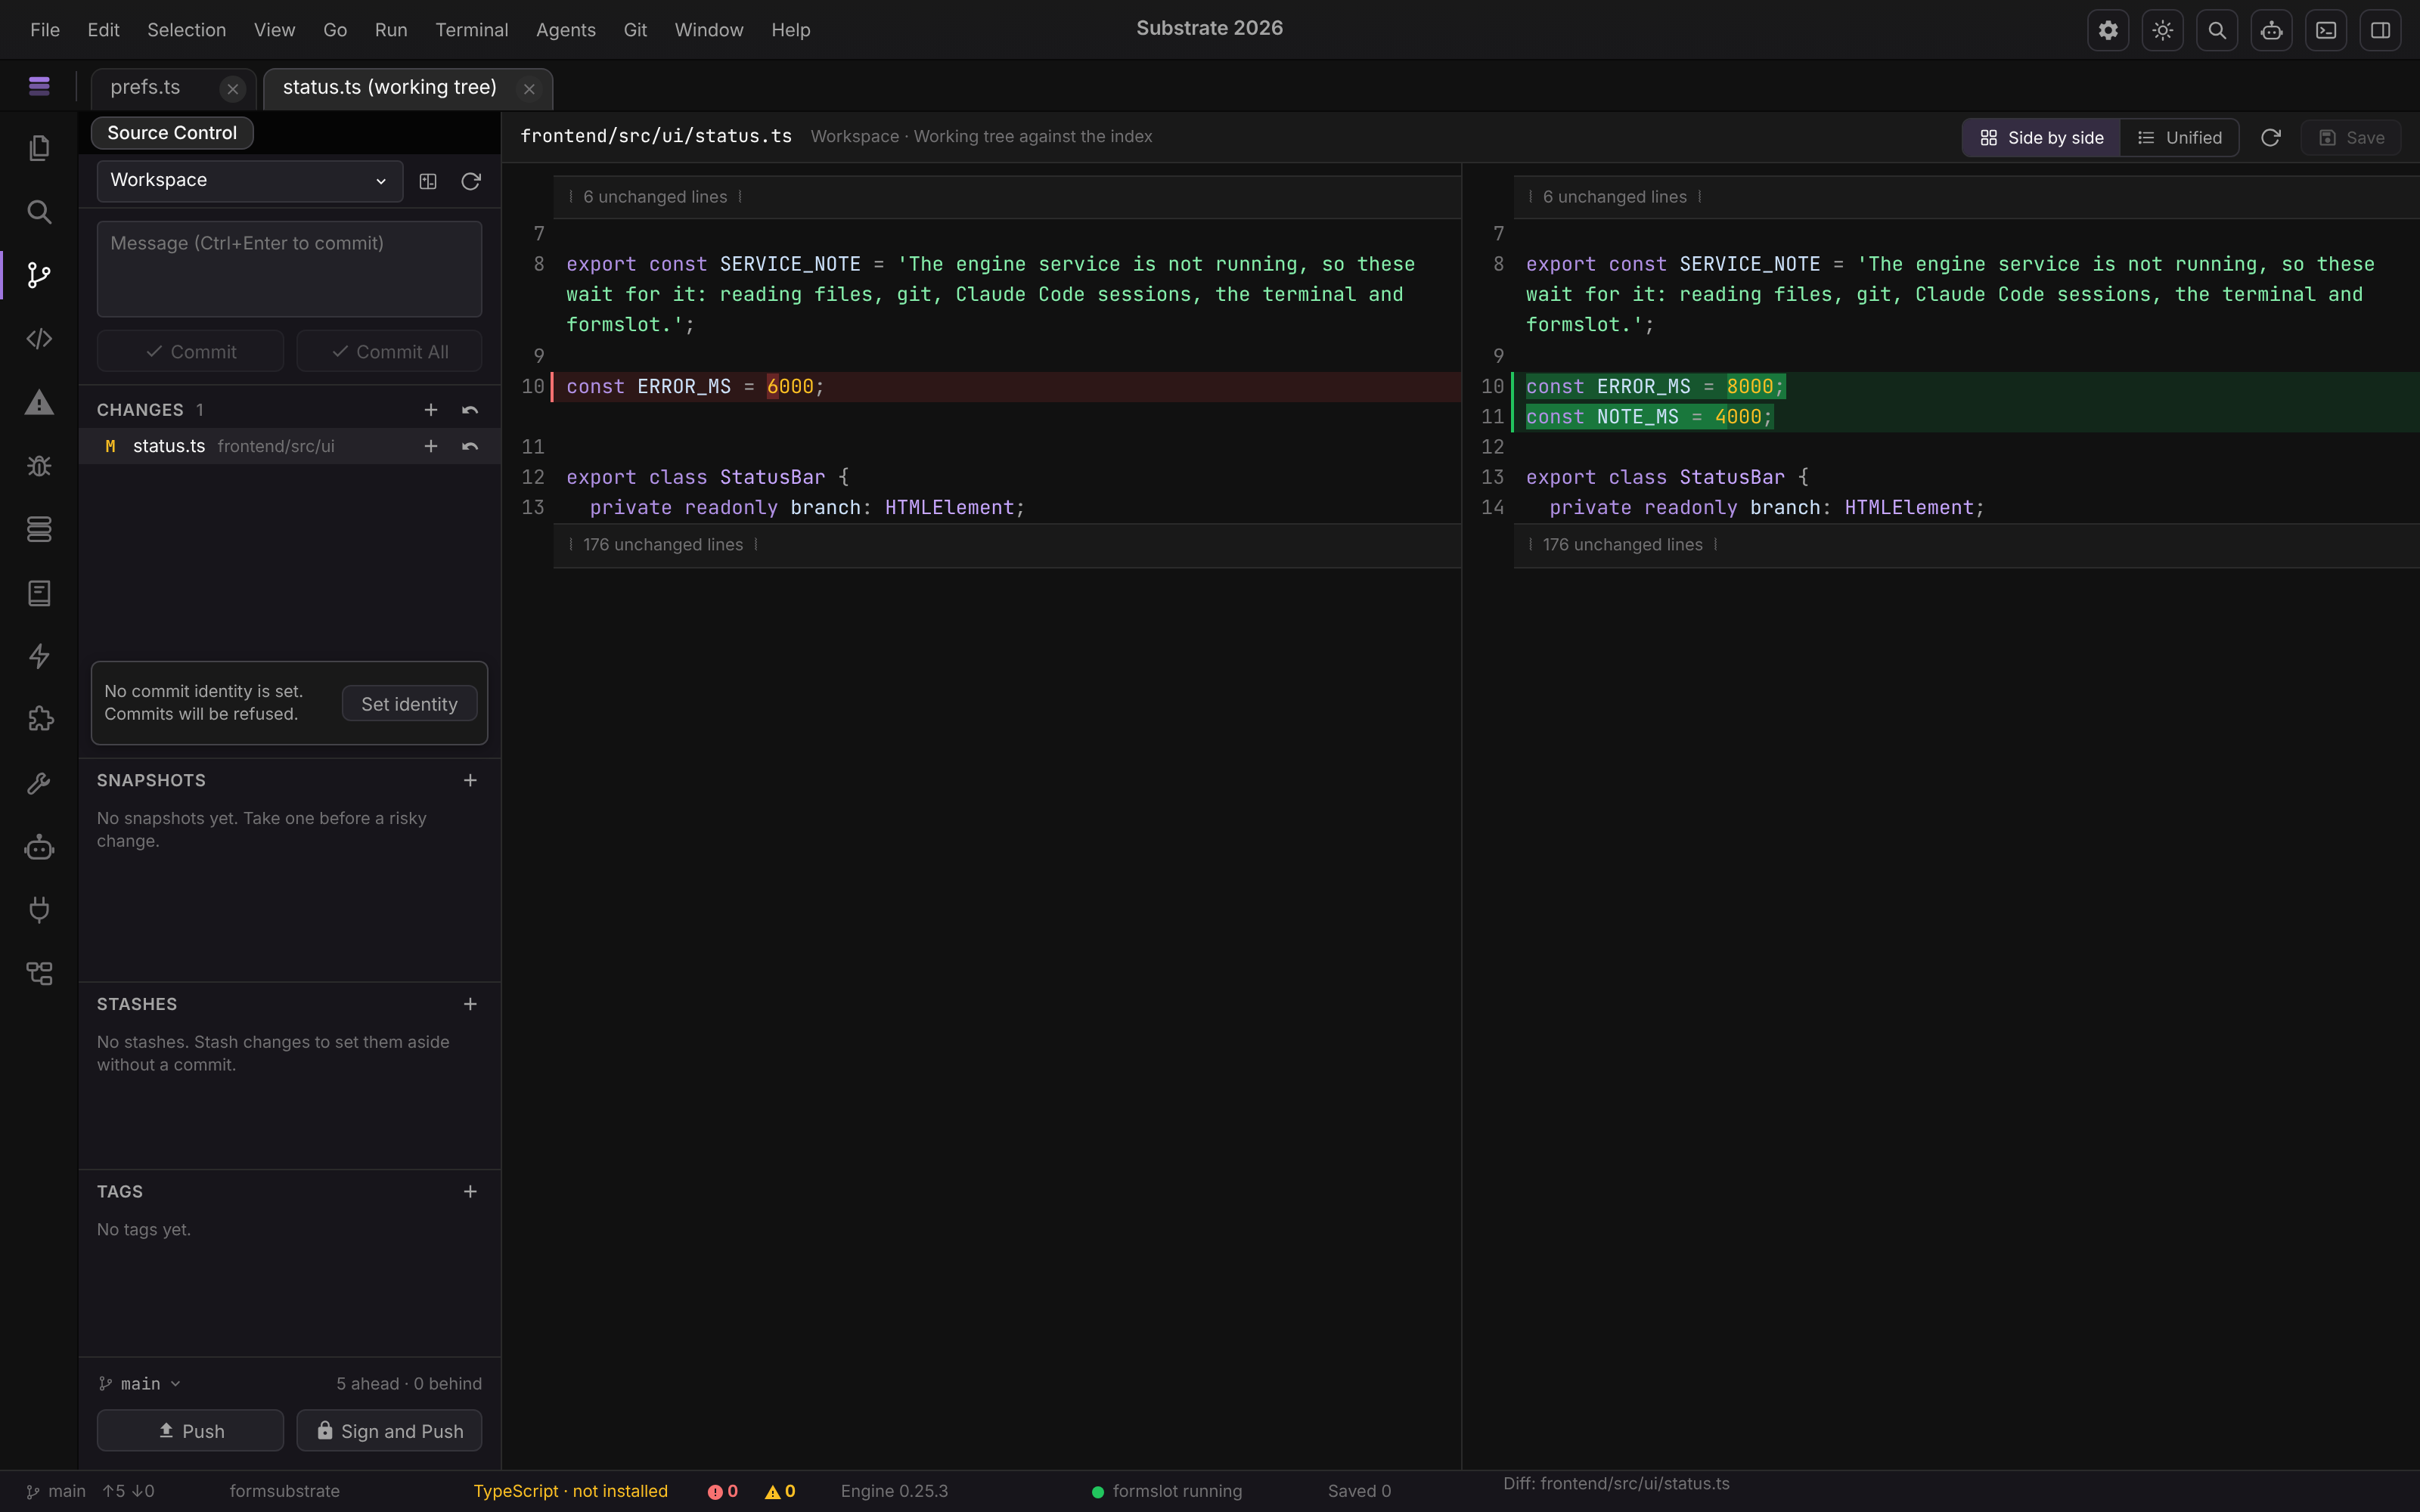 File Edit Selection View Go Run Terminal Agents Git Window Help
Substrate 2026
prefs.ts
status.ts (working tree)
Source Control
Workspace
Message (Ctrl+Enter to commit)
Commit
Commit All
CHANGES 1
M status.ts frontend/src/ui
No commit identity is set.
Commits will be refused.
Set identity
SNAPSHOTS
No snapshots yet. Take one before a risky
change.
STASHES
No stashes. Stash changes to set them aside
without a commit.
TAGS
No tags yet.
main
5 ahead · 0 behind
Push
Sign and Push
frontend/src/ui/status.ts Workspace · Working tree against the index
Side by side
Unified
Save
6 unchanged lines
7
8 export const SERVICE_NOTE = 'The engine service is not running, so these
wait for it: reading files, git, Claude Code sessions, the terminal and
formslot.';
9
10 const ERROR_MS = 6000;
11
12 export class StatusBar {
13 private readonly branch: HTMLElement;
176 unchanged lines
6 unchanged lines
7
8 export const SERVICE_NOTE = 'The engine service is not running, so these
wait for it: reading files, git, Claude Code sessions, the terminal and
formslot.';
9
10 const ERROR_MS = 8000;
11 const NOTE_MS = 4000;
12
13 export class StatusBar {
14 private readonly branch: HTMLElement;
176 unchanged lines
main ↑5 ↓0 formsubstrate TypeScript · not installed 0 0 Engine 0.25.3 formslot running Saved 0 Diff: frontend/src/ui/status.ts